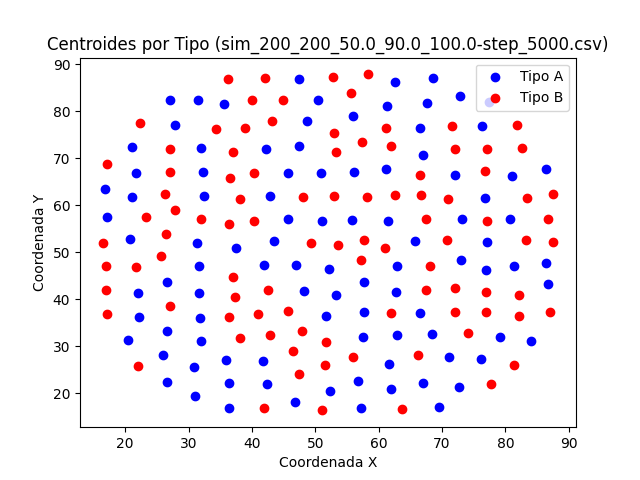 Centroides por Tipo (sim_200_200_50.0_90.0_100.0-step_5000.csv)
Tipo A
Tipo B
Coordenada Y
90
80
70
60
50
40
30
20
20 30 40 50 60 70 80 90
Coordenada X